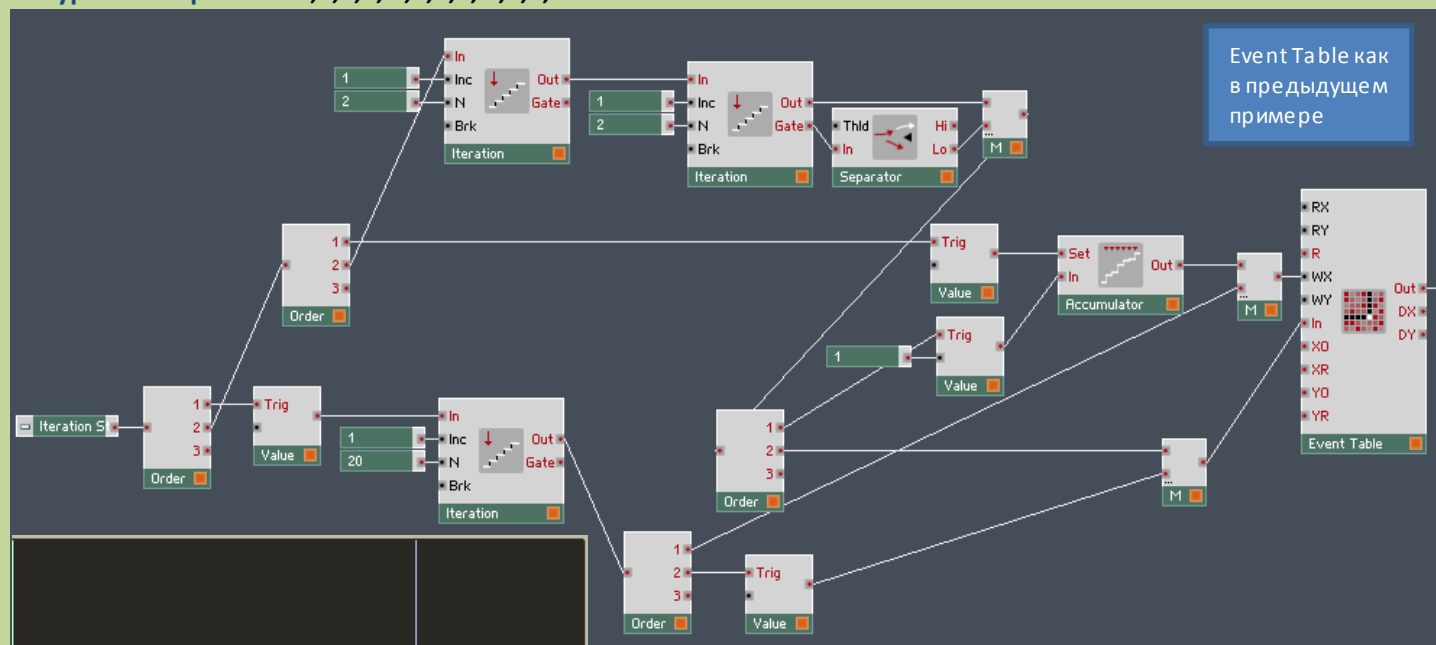 Event Table как
в предыдущем
примере
In
1
Inc
Out
2
N
Gate
Brk
Iteration
In
1
Inc
Out
2
N
Gate
Brk
Iteration
Thld
Hi
In
Lo
Separator
...
M
1
2
3
Order
Trig
Value
Set
In
Out
Accumulator
...
M
RX
RY
R
WX
WY
In
XO
XR
YO
YR
Out
DX
DY
Event Table
1
Trig
Value
Iteration S
1
2
3
Order
Trig
Value
In
1
Inc
Out
20
N
Gate
Brk
Iteration
1
2
3
Order
...
M
1
2
3
Order
Trig
Value